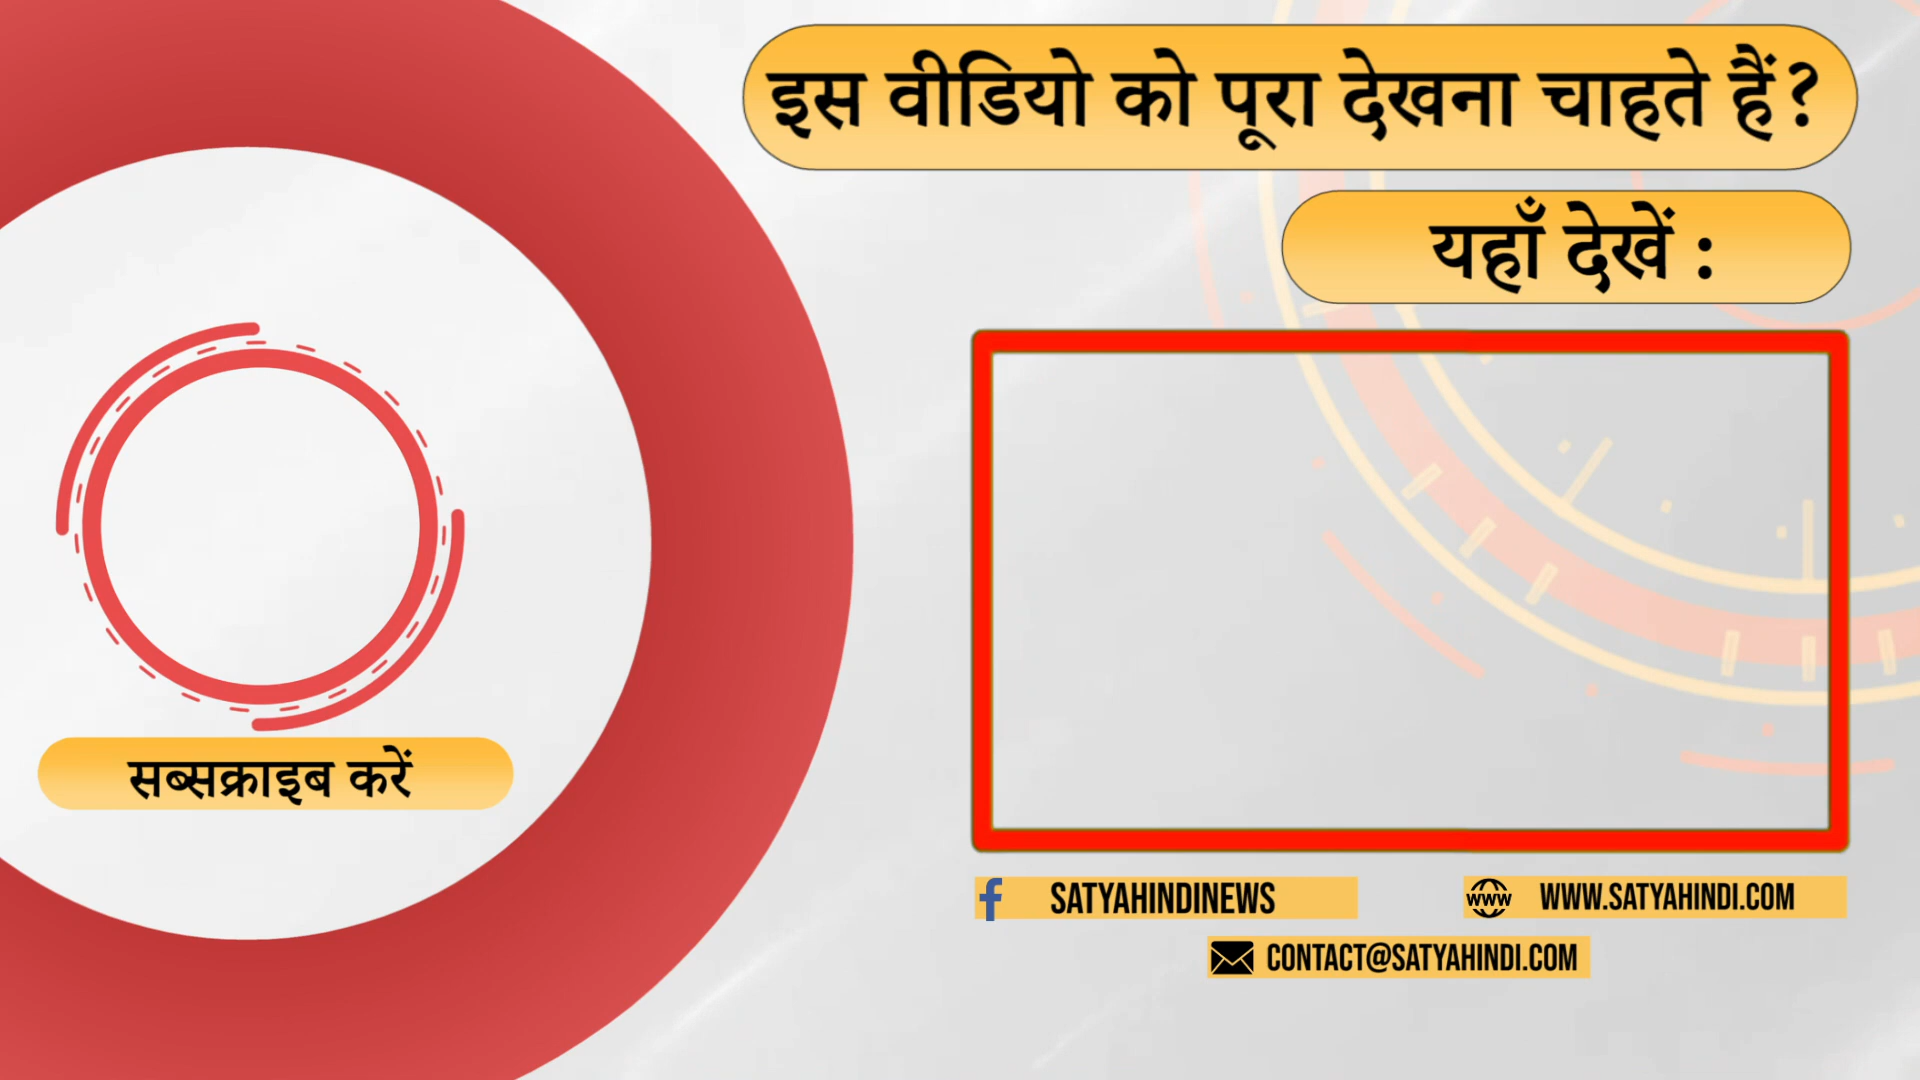 इस वीडियो को पूरा देखना चाहते हैं?
यहाँ देखें :
सब्सक्राइब करें
f SATYAHINDINEWS
WWW WWW.SATYAHINDI.COM
CONTACT@SATYAHINDI.COM